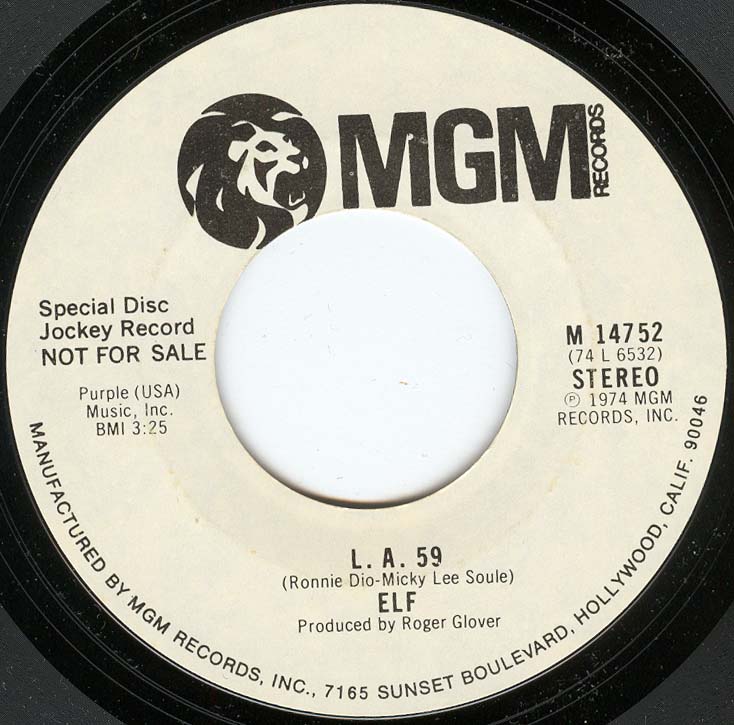 MGM
RECORDS
Special Disc
Jockey Record
NOT FOR SALE
Purple (USA)
Music, Inc.
BMI 3:25
M 14752
(74 L 6532)
STEREO
℗ 1974 MGM
RECORDS, INC.
L. A. 59
(Ronnie Dio-Micky Lee Soule)
ELF
Produced by Roger Glover
MANUFACTURED BY MGM RECORDS, INC., 7165 SUNSET BOULEVARD, HOLLYWOOD, CALIF. 90046